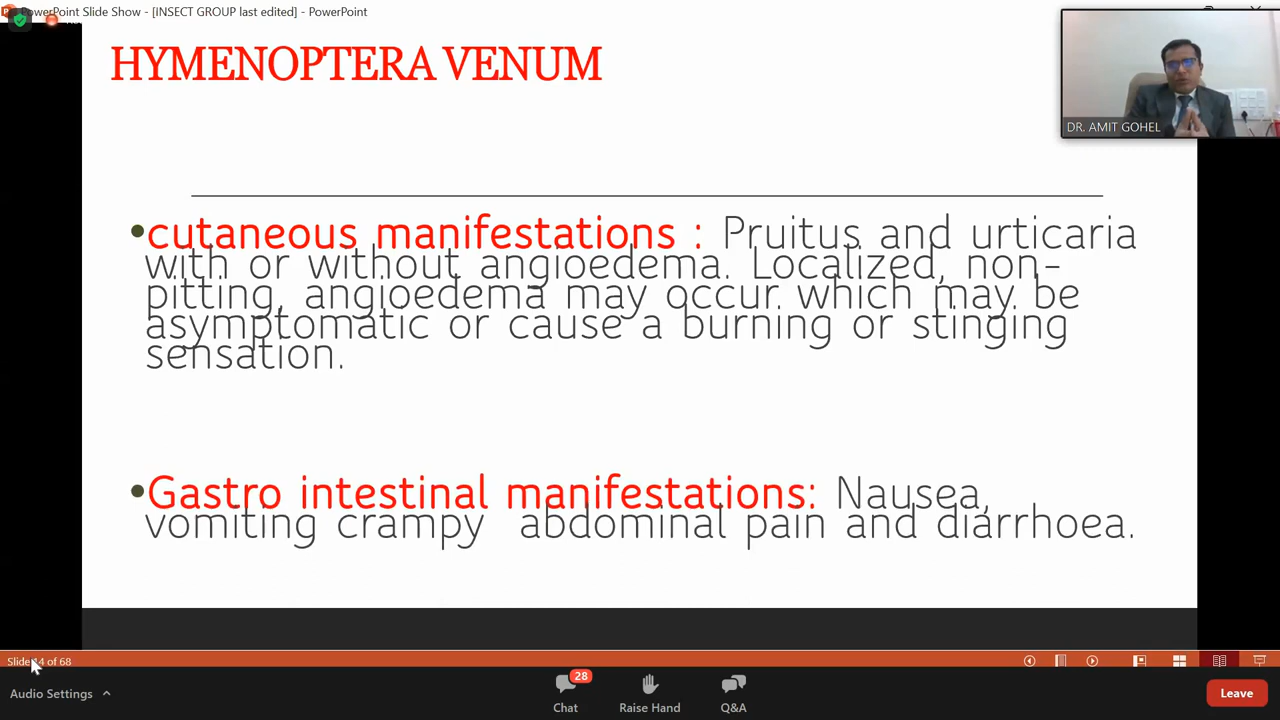 PowerPoint Slide Show - [INSECT GROUP last edited] - PowerPoint
HYMENOPTERA VENUM
DR. AMIT GOHEL
•cutaneous manifestations : Pruitus and urticaria
with or without angioedema. Localized, non-
pitting, angioedema may occur which may be
asymptomatic or cause a burning or stinging
sensation.
•Gastro intestinal manifestations: Nausea,
vomiting crampy abdominal pain and diarrhoea.
Slide 14 of 68
Audio Settings
28
Chat
Raise Hand
Q&A
Leave